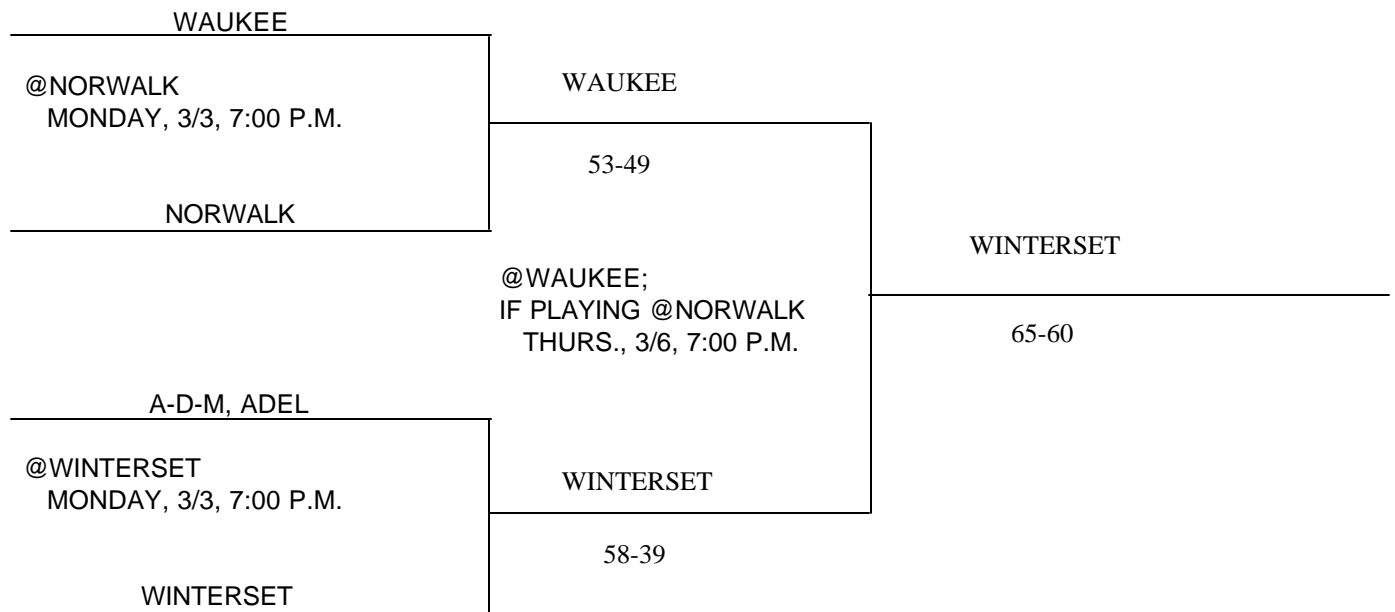 WAUKEE
@NORWALK
MONDAY, 3/3, 7:00 P.M.
NORWALK
WAUKEE
53-49
@WAUKEE;
IF PLAYING @NORWALK
THURS., 3/6, 7:00 P.M.
WINTERSET
65-60
A-D-M, ADEL
@WINTERSET
MONDAY, 3/3, 7:00 P.M.
WINTERSET
WINTERSET
58-39